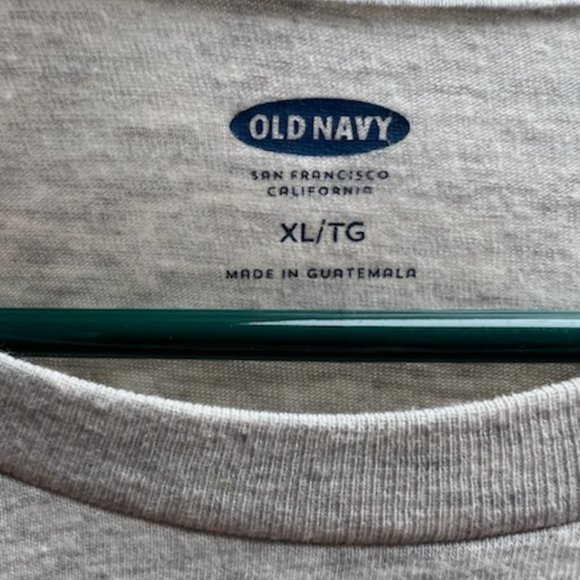 OLD NAVY
SAN FRANCISCO
CALIFORNIA
XL/TG
MADE IN GUATEMALA